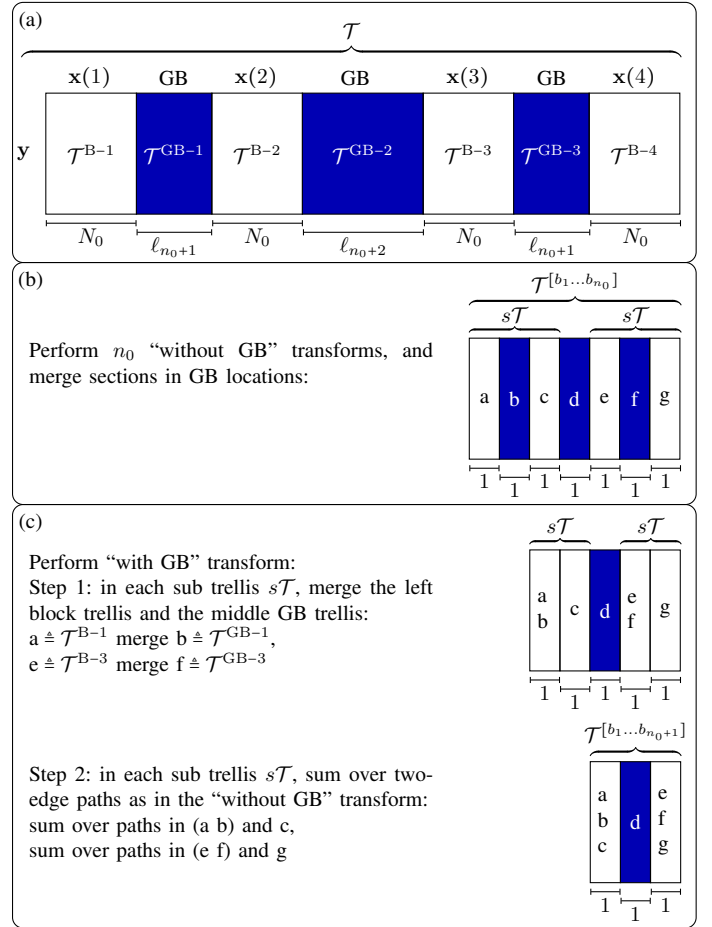 (a)
𝒯
x(1) GB x(2) GB x(3) GB x(4)
y 𝒯^{B−1} 𝒯^{GB−1} 𝒯^{B−2} 𝒯^{GB−2} 𝒯^{B−3} 𝒯^{GB−3} 𝒯^{B−4}
N_0 ℓ_{n_0+1} N_0 ℓ_{n_0+2} N_0 ℓ_{n_0+1} N_0
(b)
𝒯^{[b_1...b_{n_0}]}
s𝒯 s𝒯
Perform n_0 “without GB” transforms, and
merge sections in GB locations:
a b c d e f g
1 1 1 1 1 1 1
(c)
s𝒯 s𝒯
Perform “with GB” transform:
Step 1: in each sub trellis s𝒯, merge the left
block trellis and the middle GB trellis:
a ≜ 𝒯^{B−1} merge b ≜ 𝒯^{GB−1},
e ≜ 𝒯^{B−3} merge f ≜ 𝒯^{GB−3}
a c d e g
b f
1 1 1 1 1
𝒯^{[b_1...b_{n_0+1}]}
Step 2: in each sub trellis s𝒯, sum over two-
edge paths as in the “without GB” transform:
sum over paths in (a b) and c,
sum over paths in (e f) and g
a e
b d f
c g
1 1 1